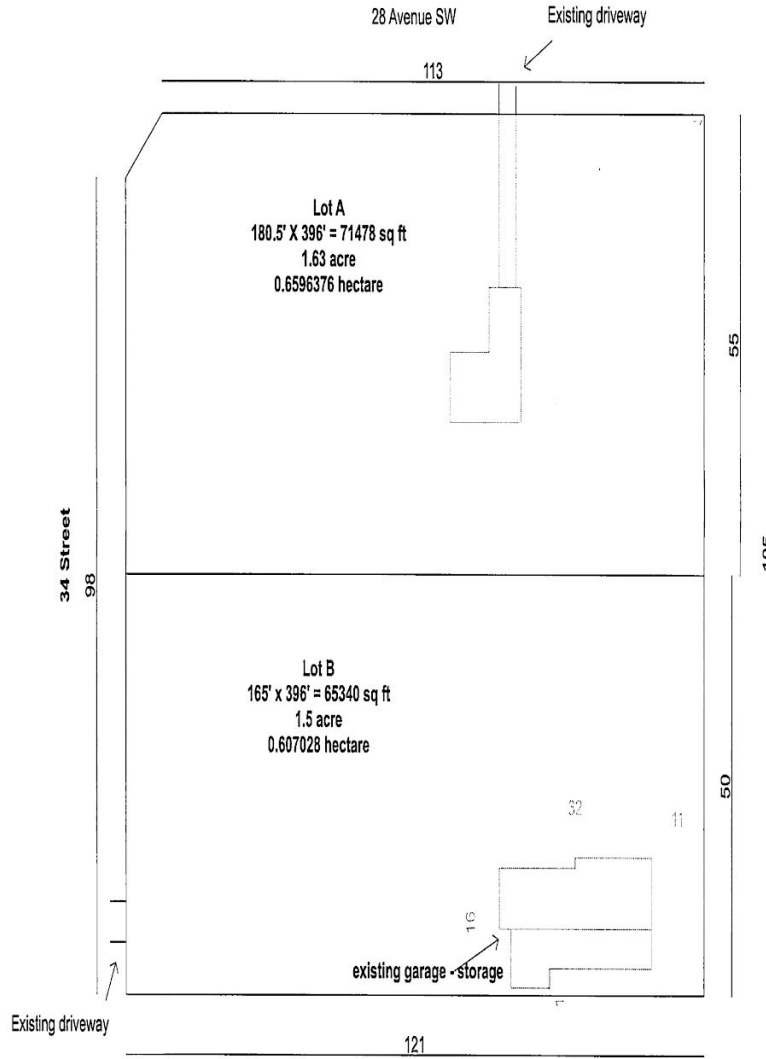 28 Avenue SW
Existing driveway
113
Lot A
180.5' X 396' = 71478 sq ft
1.63 acre
0.6596376 hectare
55
34 Street
98
Lot B
165' x 396' = 65340 sq ft
1.5 acre
0.607028 hectare
50
32
11
16
existing garage - storage
Existing driveway
121